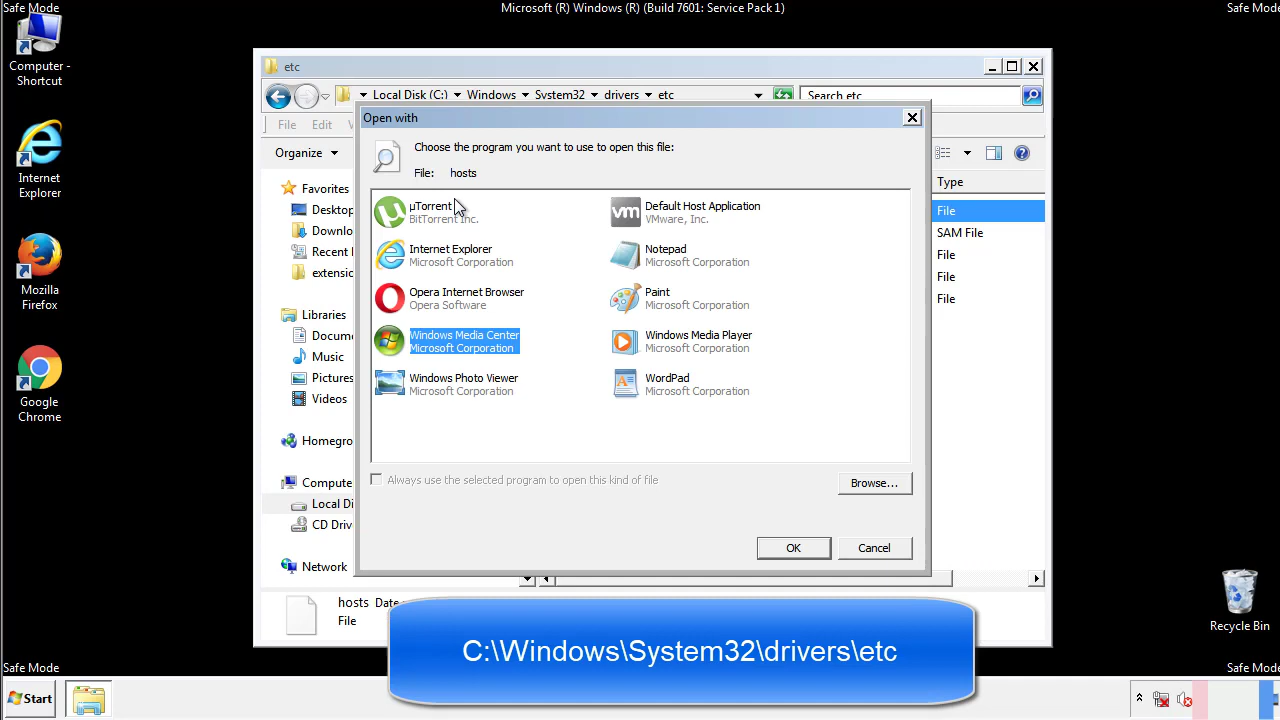 Safe Mode
Microsoft (R) Windows (R) (Build 7601: Service Pack 1)
Safe Mode
Computer -
Shortcut
Internet
Explorer
Mozilla
Firefox
Google
Chrome
etc
Local Disk (C:) Windows System32 drivers etc
Search etc
File Edit
Organize
Type
Favorites
Desktop
Recent
Libraries
Music
Pictures
Videos
Network
File
SAM File
File
File
File
Open with
Choose the program you want to use to open this file:
File: hosts
µTorrent
BitTorrent Inc.
Default Host Application
VMware, Inc.
Internet Explorer
Microsoft Corporation
Notepad
Microsoft Corporation
Opera Internet Browser
Opera Software
Paint
Microsoft Corporation
Windows Media Center
Microsoft Corporation
Windows Media Player
Microsoft Corporation
Windows Photo Viewer
Microsoft Corporation
WordPad
Microsoft Corporation
Always use the selected program to open this kind of file
Browse...
OK
Cancel
hosts
File
C:\Windows\System32\drivers\etc
Recycle Bin
Safe Mode
Safe Mode
Start